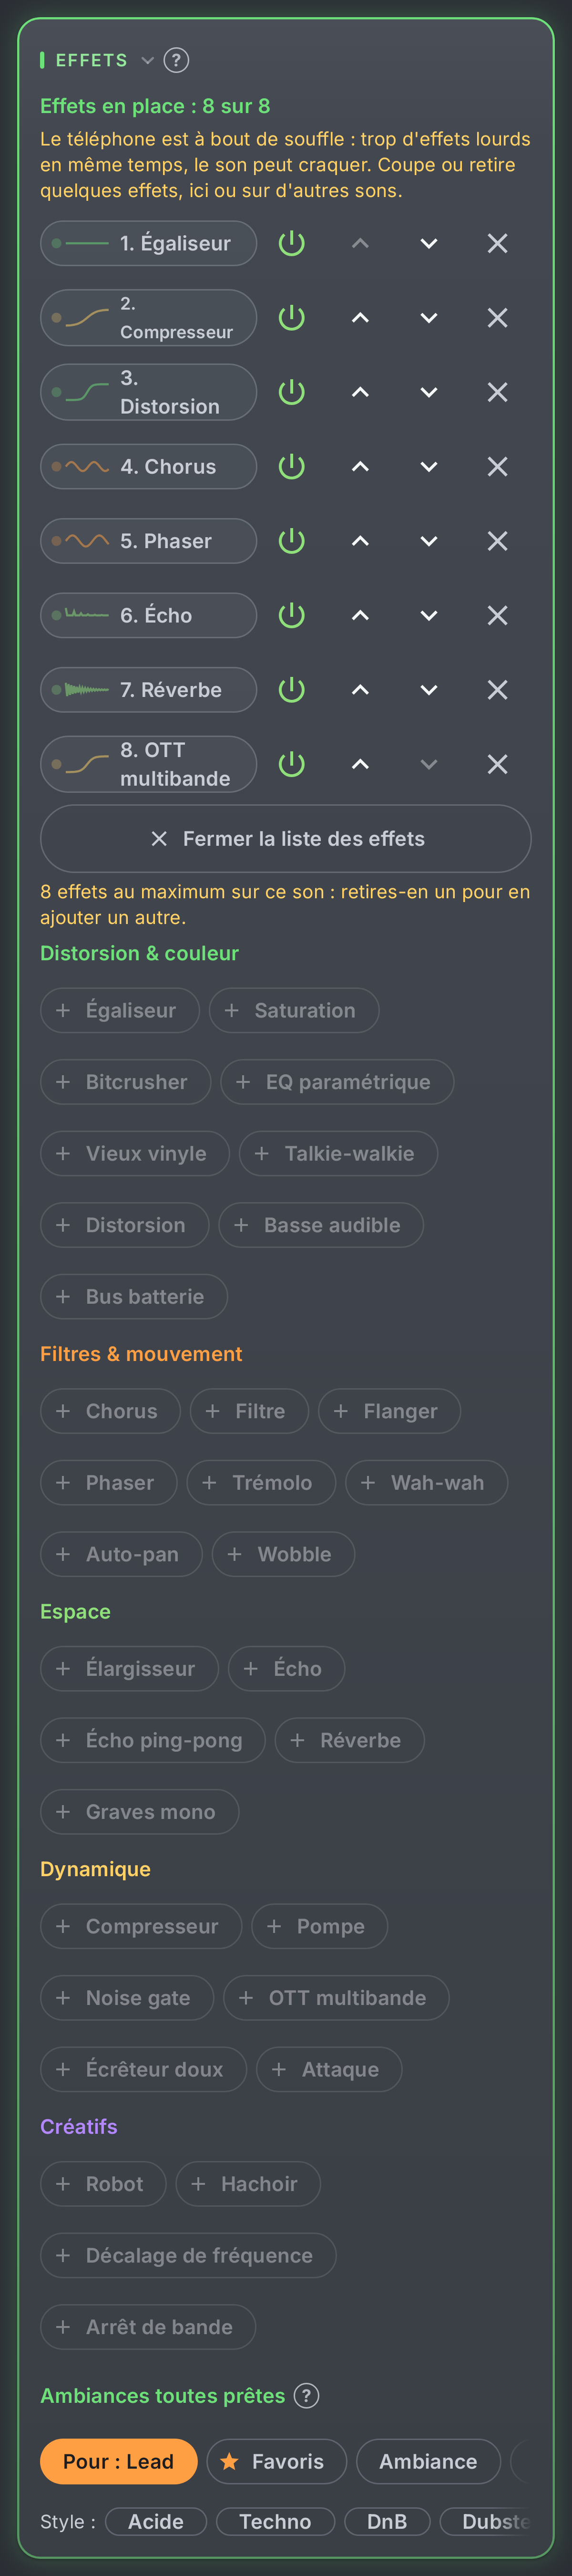 EFFETS ?
Effets en place : 8 sur 8
Le téléphone est à bout de souffle : trop d'effets lourds
en même temps, le son peut craquer. Coupe ou retire
quelques effets, ici ou sur d'autres sons.
1. Égaliseur
2.
Compresseur
3.
Distorsion
4. Chorus
5. Phaser
6. Écho
7. Réverbe
8. OTT
multibande
Fermer la liste des effets
8 effets au maximum sur ce son : retires-en un pour en
ajouter un autre.
Distorsion & couleur
+ Égaliseur + Saturation
+ Bitcrusher + EQ paramétrique
+ Vieux vinyle + Talkie-walkie
+ Distorsion + Basse audible
+ Bus batterie
Filtres & mouvement
+ Chorus + Filtre + Flanger
+ Phaser + Trémolo + Wah-wah
+ Auto-pan + Wobble
Espace
+ Élargisseur + Écho
+ Écho ping-pong + Réverbe
+ Graves mono
Dynamique
+ Compresseur + Pompe
+ Noise gate + OTT multibande
+ Écrêteur doux + Attaque
Créatifs
+ Robot + Hachoir
+ Décalage de fréquence
+ Arrêt de bande
Ambiances toutes prêtes ?
Pour : Lead Favoris Ambiance
Style : Acide Techno DnB Dubste